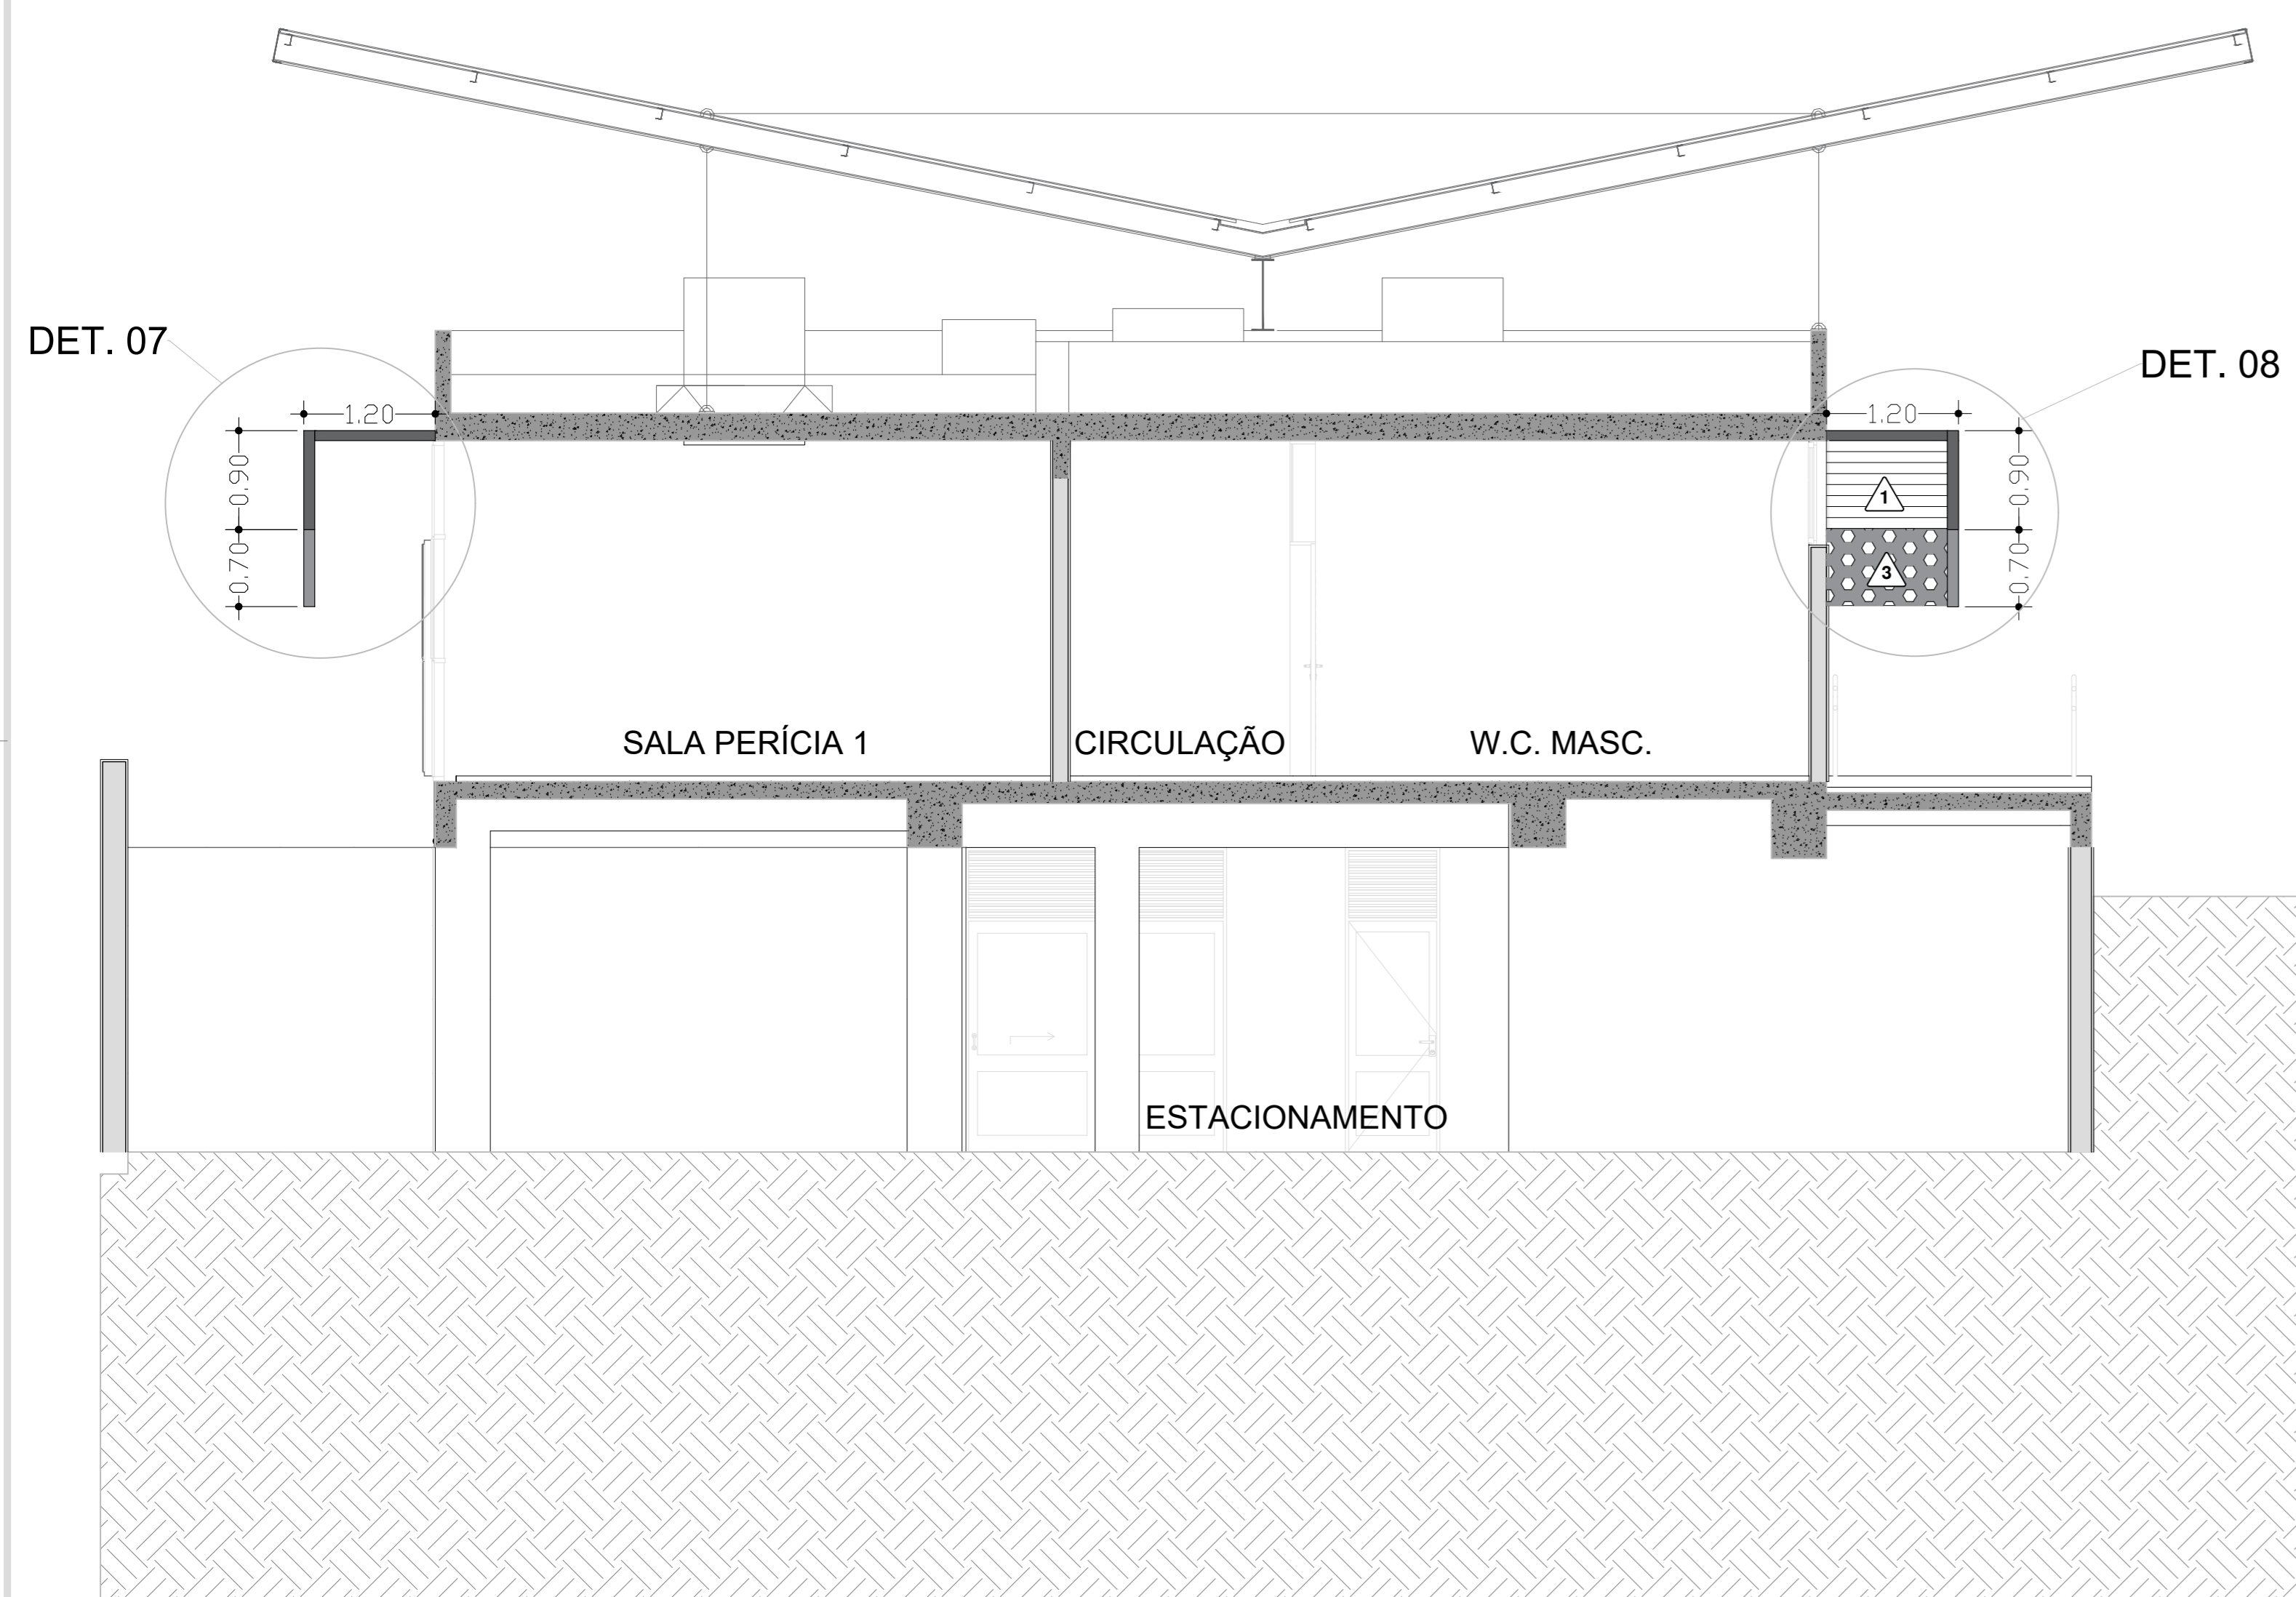 DET. 07
DET. 08
1.20
1.20
0.90
0.90
1
0.70
3
0.70
SALA PERÍCIA 1
CIRCULAÇÃO
W.C. MASC.
ESTACIONAMENTO